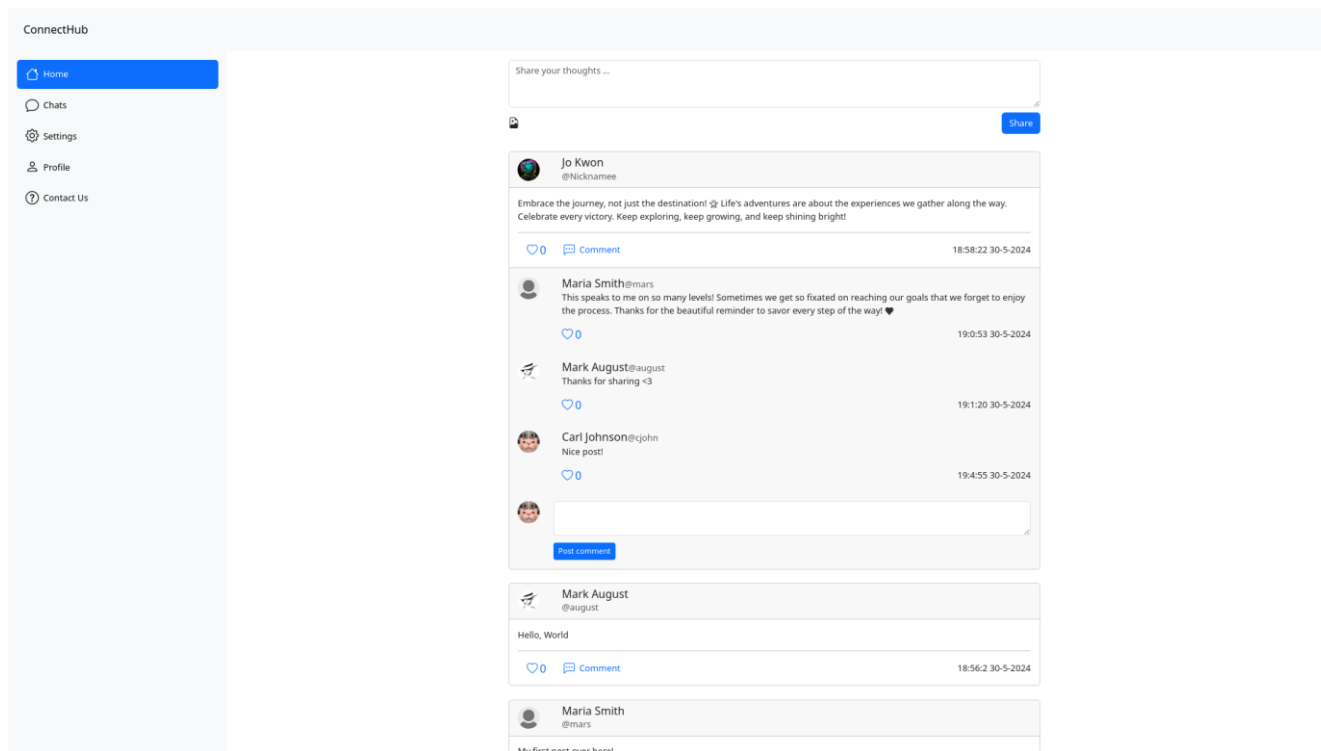 ConnectHub
Home
Chats
Settings
Profile
Contact Us
Share your thoughts ...
Share
Jo Kwon
@Nicknamee
Embrace the journey, not just the destination! Life's adventures are about the experiences we gather along the way.
Celebrate every victory. Keep exploring, keep growing, and keep shining bright!
0 Comment 18:58:22 30-5-2024
Maria Smith@mars
This speaks to me on so many levels! Sometimes we get so fixated on reaching our goals that we forget to enjoy
the process. Thanks for the beautiful reminder to savor every step of the way! 🖤
0 19:0:53 30-5-2024
Mark August@august
Thanks for sharing <3
0 19:1:20 30-5-2024
Carl Johnson@cjohn
Nice post!
0 19:4:55 30-5-2024
Post comment
Mark August
@august
Hello, World
0 Comment 18:56:2 30-5-2024
Maria Smith
@mars
My first post over here!